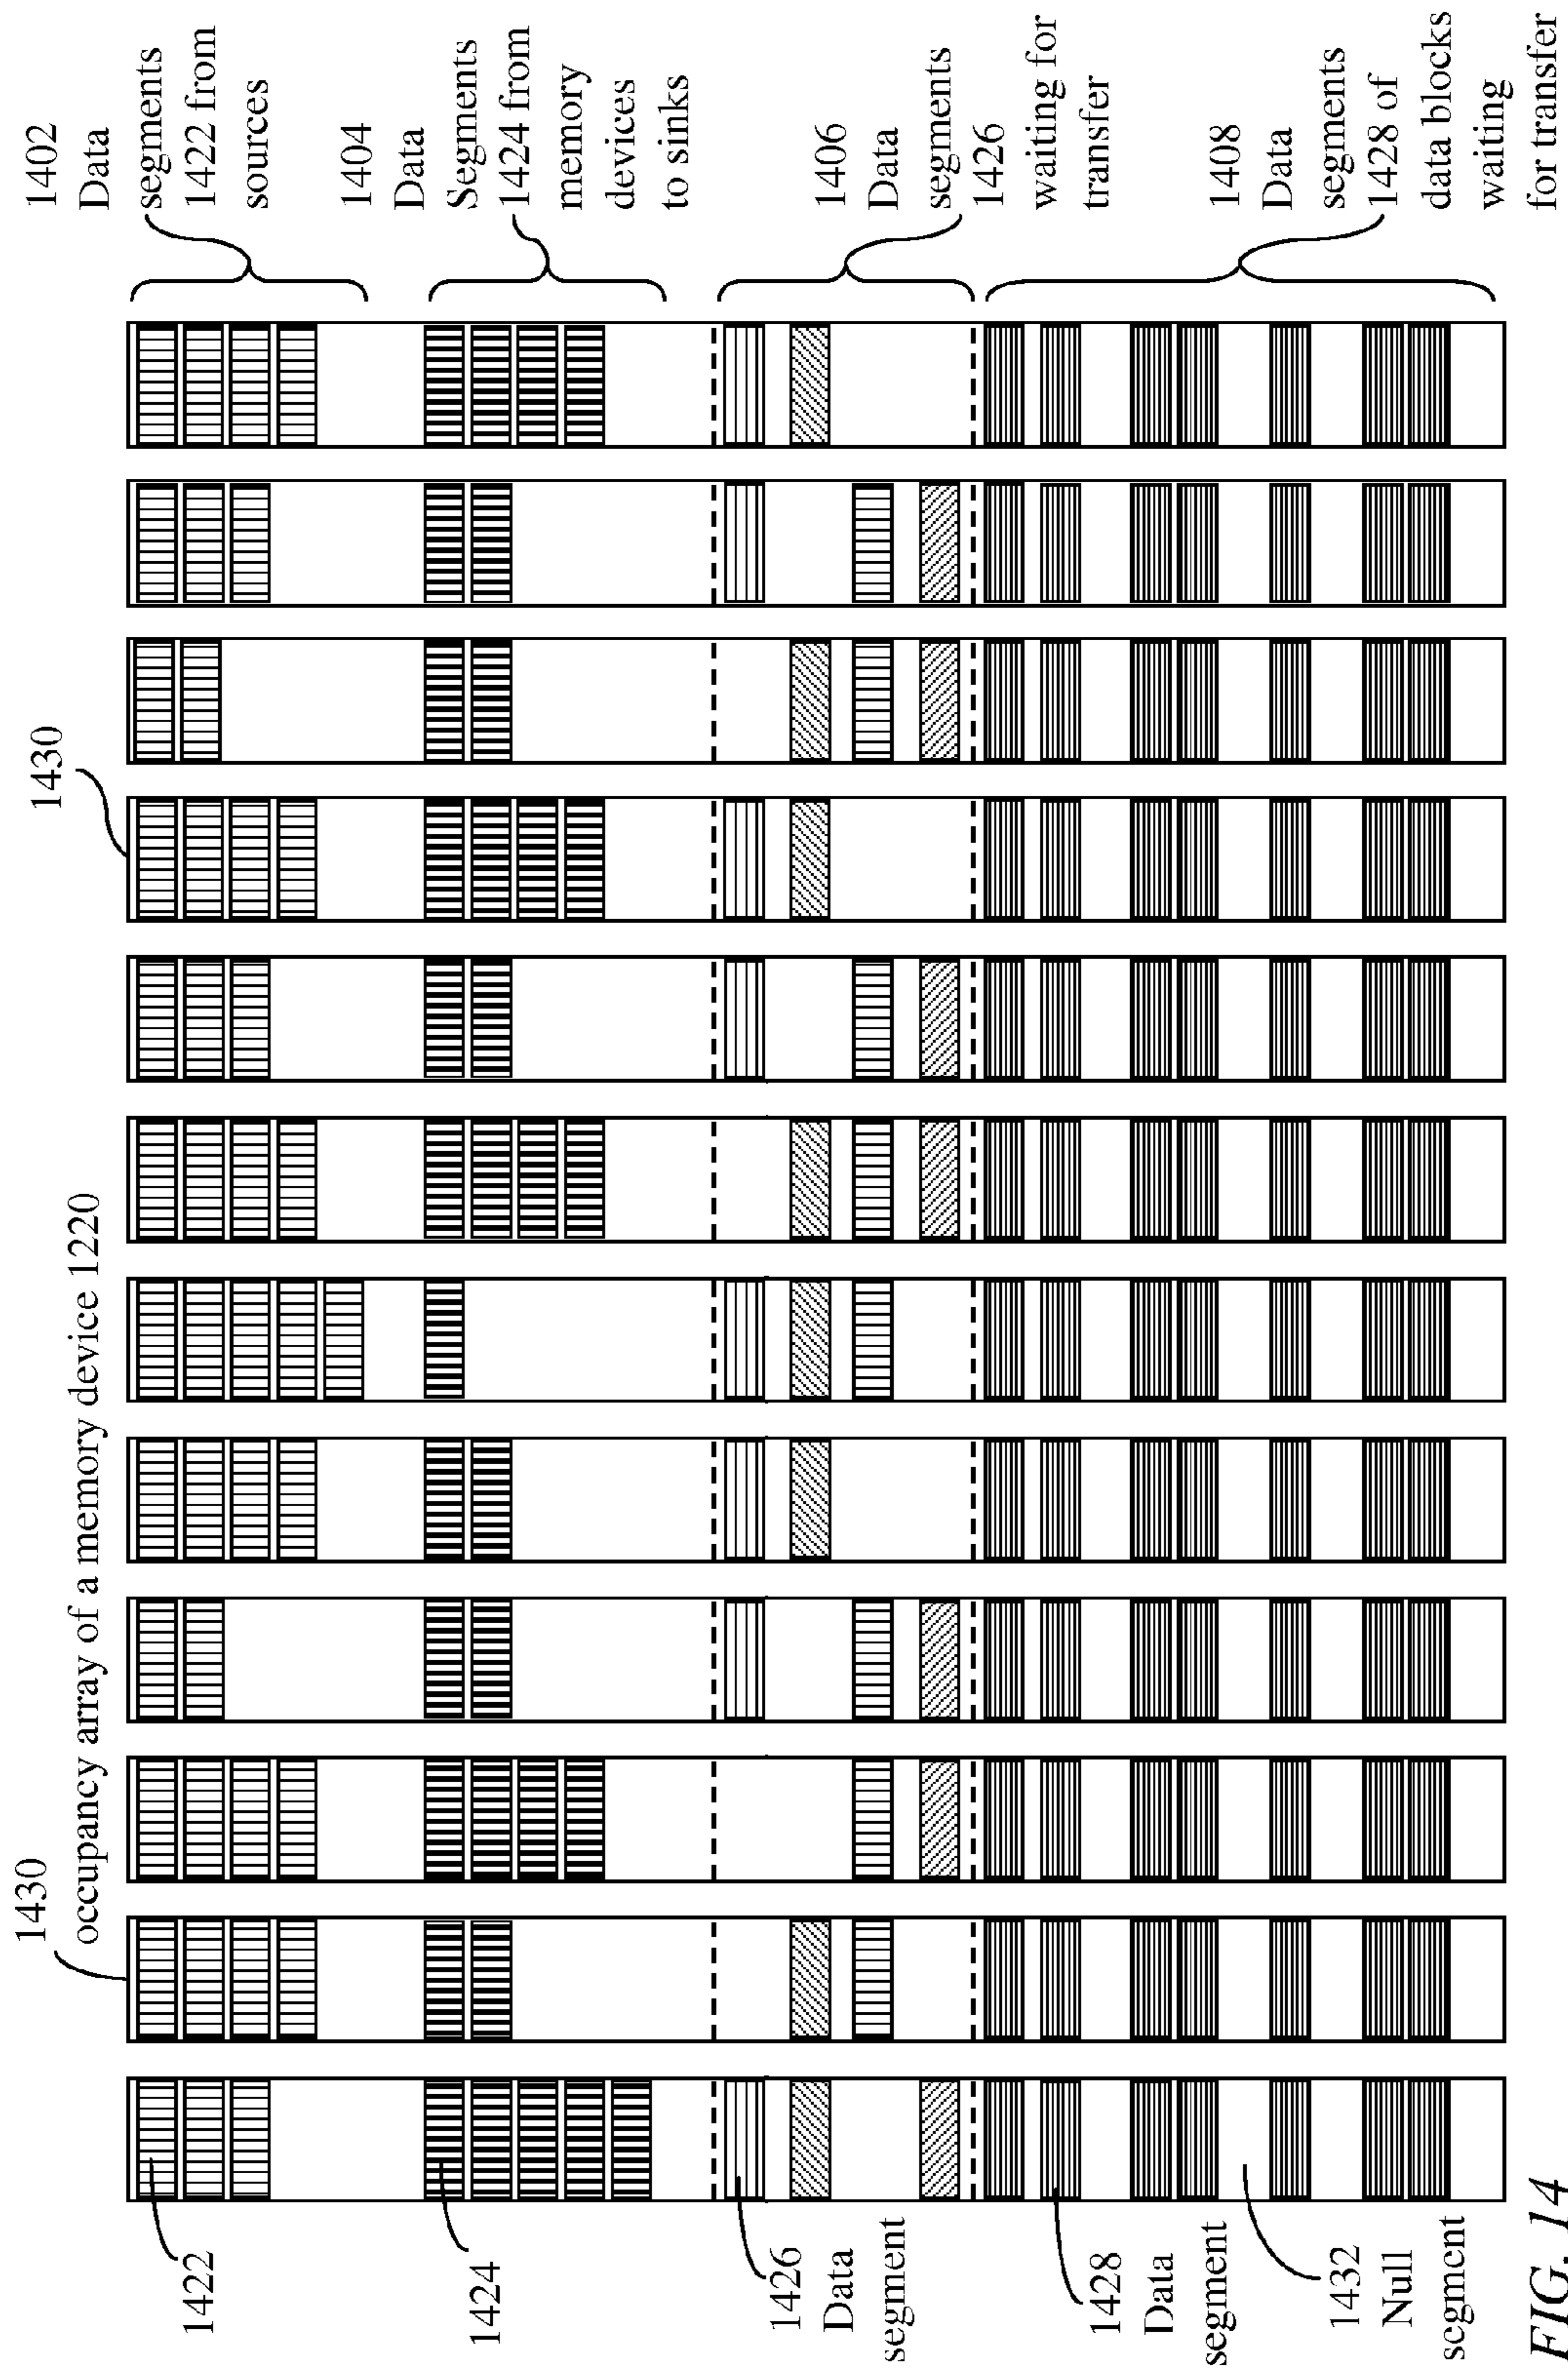 1430
occupancy array of a memory device 1220
1430
1422
1424
1426
Data
segment
1428
Data
segment
1432
Null
segment
1402
Data
segments
1422 from
sources
1404
Data
Segments
1424 from
memory
devices
to sinks
1406
Data
segments
1426
waiting for
transfer
1408
Data
segments
1428 of
data blocks
waiting
for transfer
FIG. 14